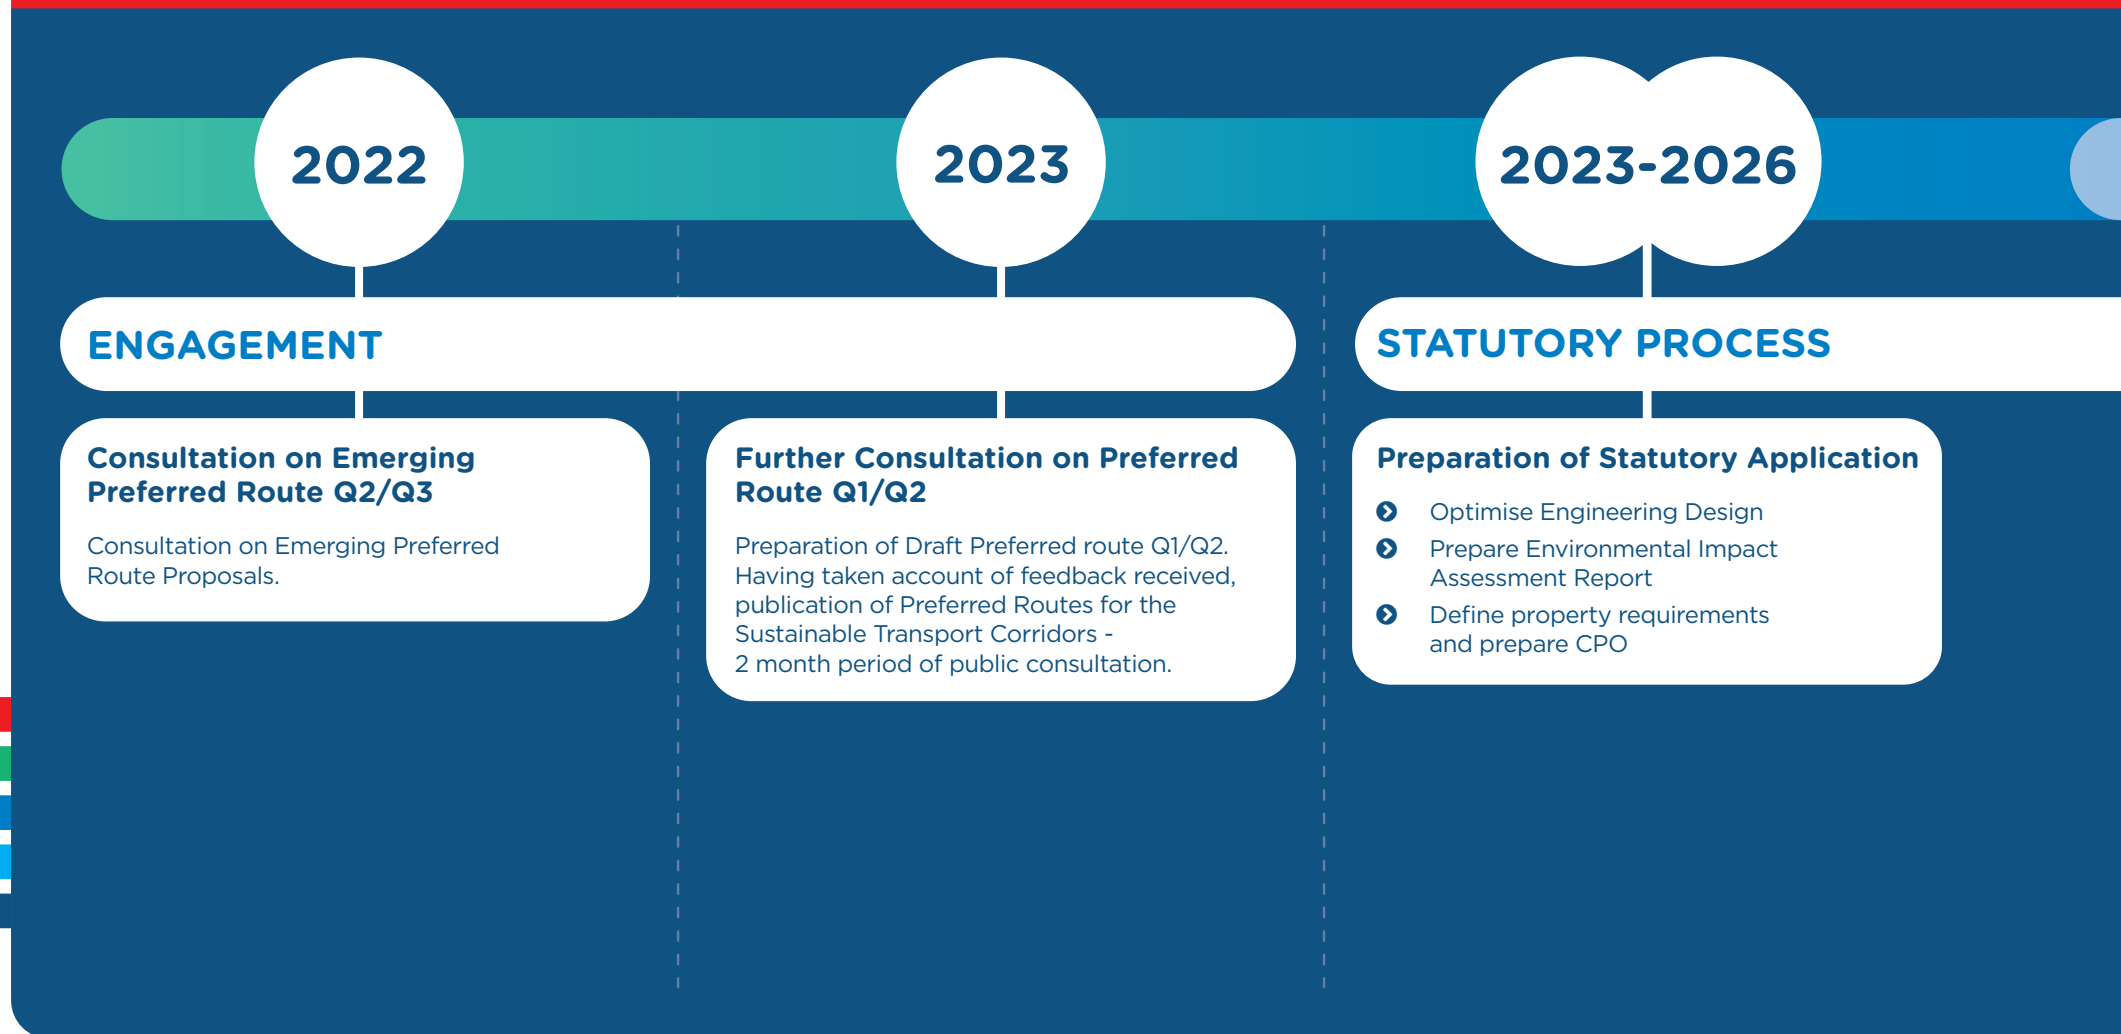 2022
2023
2023-2026
ENGAGEMENT
STATUTORY PROCESS
Consultation on Emerging
Preferred Route Q2/Q3
Consultation on Emerging Preferred
Route Proposals.
Further Consultation on Preferred
Route Q1/Q2
Preparation of Draft Preferred route Q1/Q2.
Having taken account of feedback received,
publication of Preferred Routes for the
Sustainable Transport Corridors -
2 month period of public consultation.
Preparation of Statutory Application
Optimise Engineering Design
Prepare Environmental Impact
Assessment Report
Define property requirements
and prepare CPO